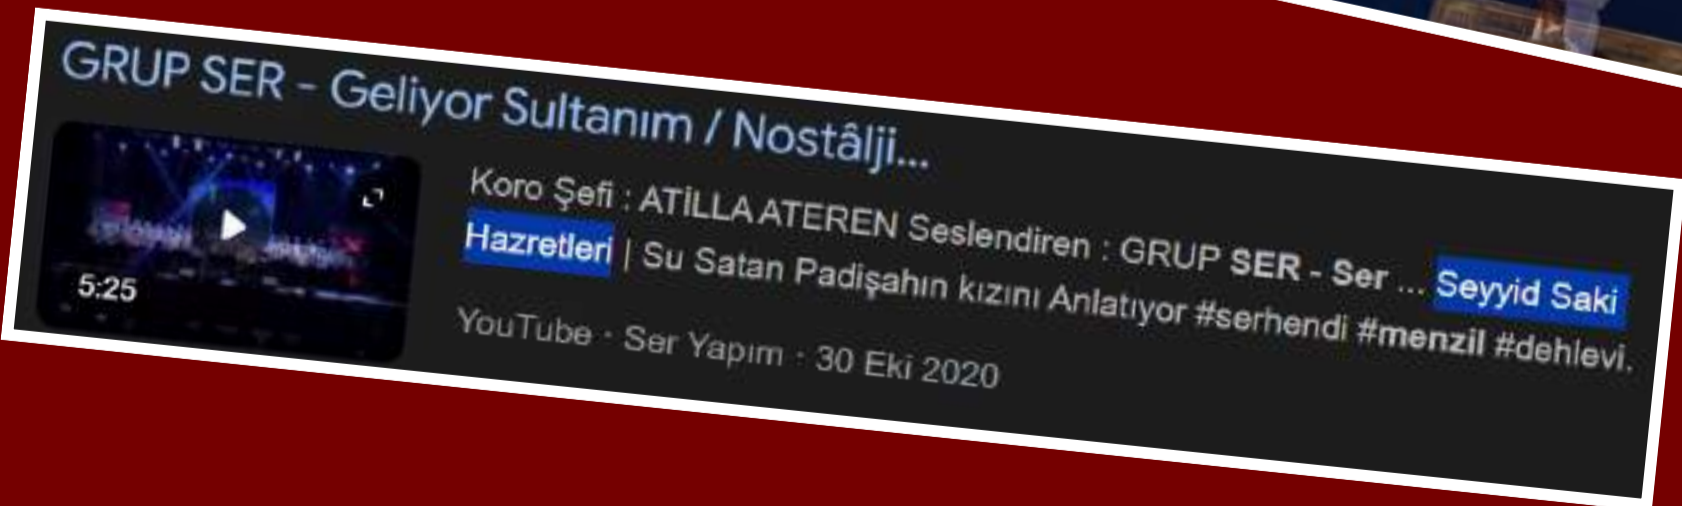 GRUP SER - Geliyor Sultanım / Nostâlji...
Koro Şefi : ATİLLA ATEREN Seslendiren : GRUP SER - Ser ... Seyyid Saki
Hazretleri | Su Satan Padişahın kızını Anlatıyor #serhendi #menzil #dehlevi.
5:25
YouTube · Ser Yapım · 30 Eki 2020